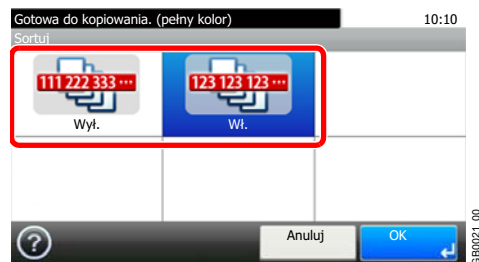 Gotowa do kopiowania. (pełny kolor) 10:10
Sortuj
111 222 333 ··· 123 123 123 ···
Wył. Wł.
? Anuluj OK
GB0021_00